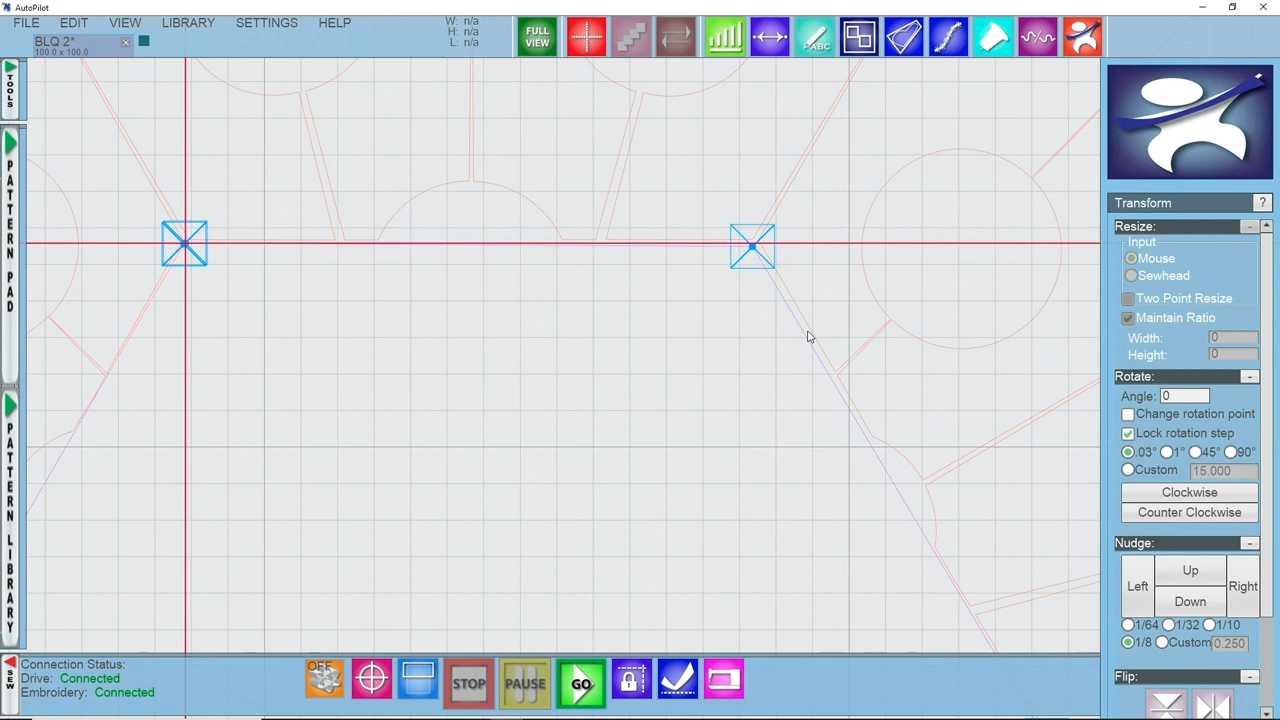 AutoPilot
FILE EDIT VIEW LIBRARY SETTINGS HELP
W: n/a
H: n/a
L: n/a
BLQ 2*
100.0 x 100.0
FULL
VIEW
ABC
TOOLS
PATTERN PAD
PATTERN LIBRARY
SEW
Transform ?
Resize: -
Input
Mouse
Sewhead
Two Point Resize
Maintain Ratio
Width: 0
Height: 0
Rotate: -
Angle: 0
Change rotation point
Lock rotation step
.03° 1° 45° 90°
Custom 15.000
Clockwise
Counter Clockwise
Nudge: -
Up
Left Right
Down
1/64 1/32 1/10
1/8 Custom 0.250
Flip: -
Connection Status:
Drive: Connected
Embroidery: Connected
OFF
STOP
PAUSE
GO